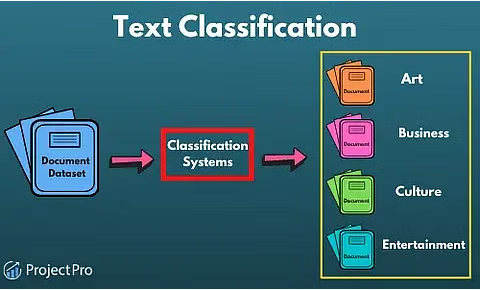 Text Classification
Document
Dataset
Classification
Systems
Document
Art
Document
Business
Document
Culture
Document
Entertainment
ProjectPro